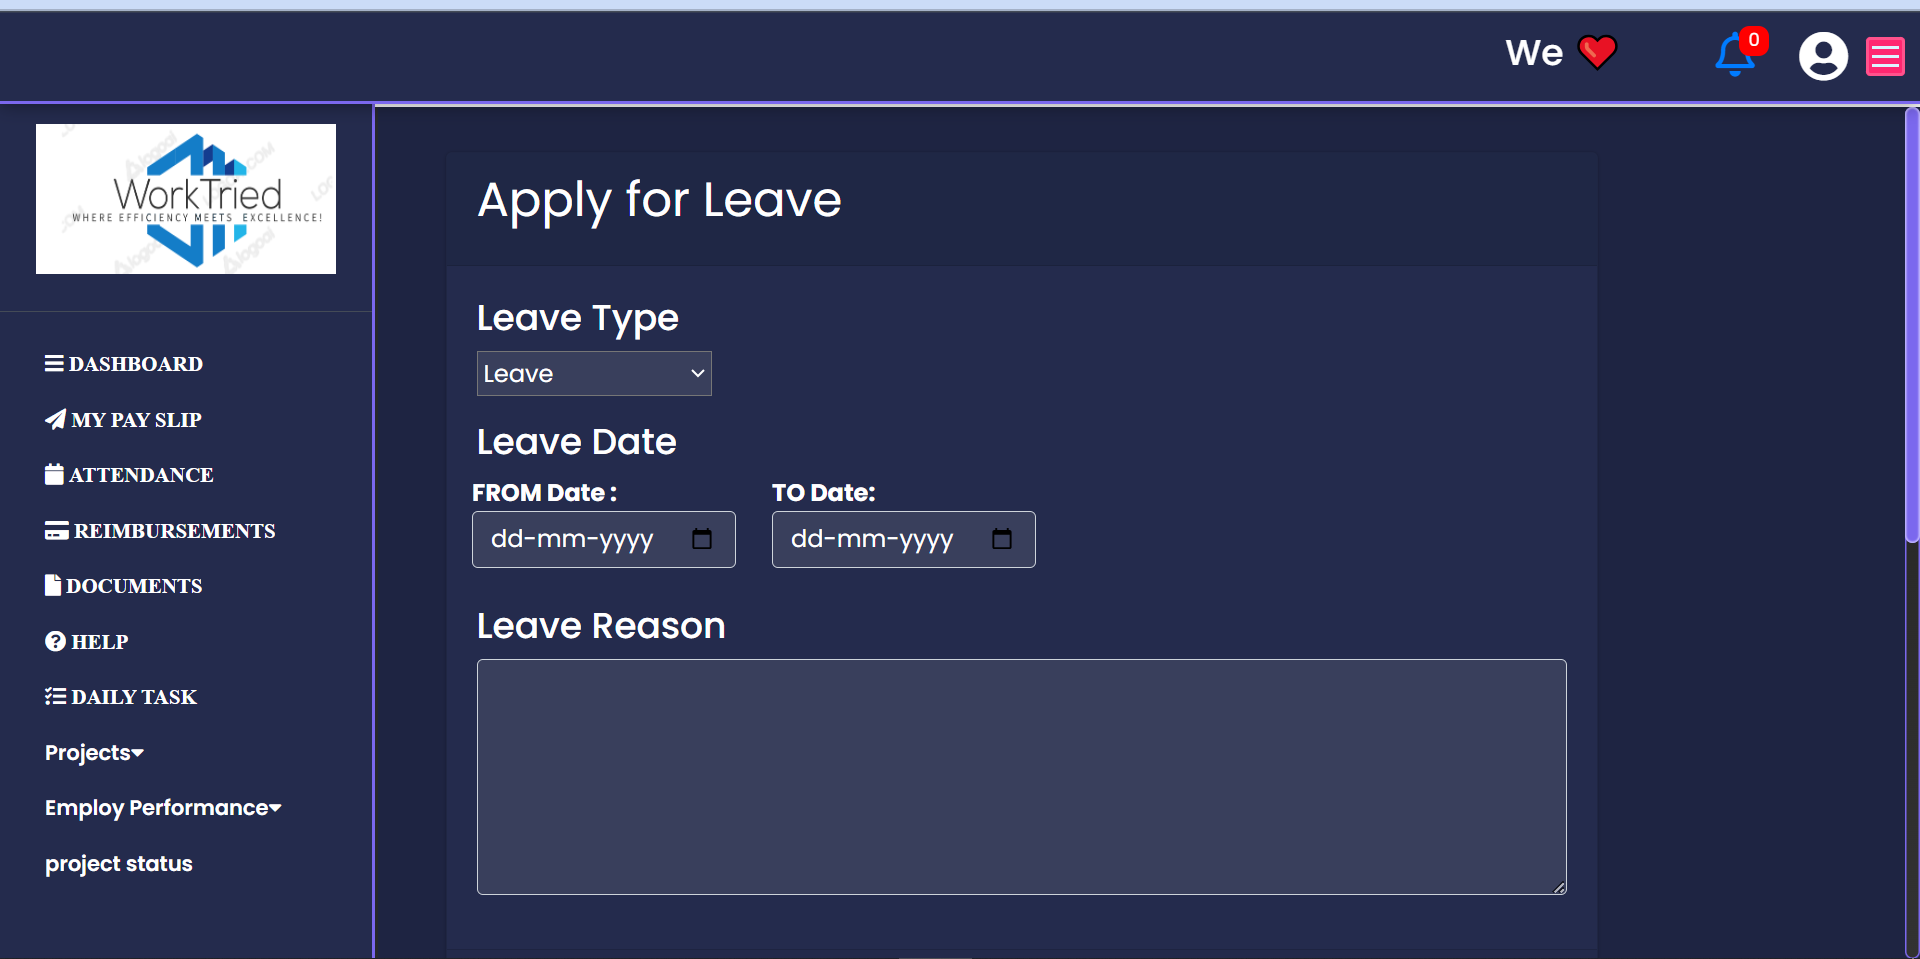 We
0
WorkTried
WHERE EFFICIENCY MEETS EXCELLENCE!
DASHBOARD
MY PAY SLIP
ATTENDANCE
REIMBURSEMENTS
DOCUMENTS
HELP
DAILY TASK
Projects
Employ Performance
project status
Apply for Leave
Leave Type
Leave
Leave Date
FROM Date : TO Date:
dd-mm-yyyy dd-mm-yyyy
Leave Reason